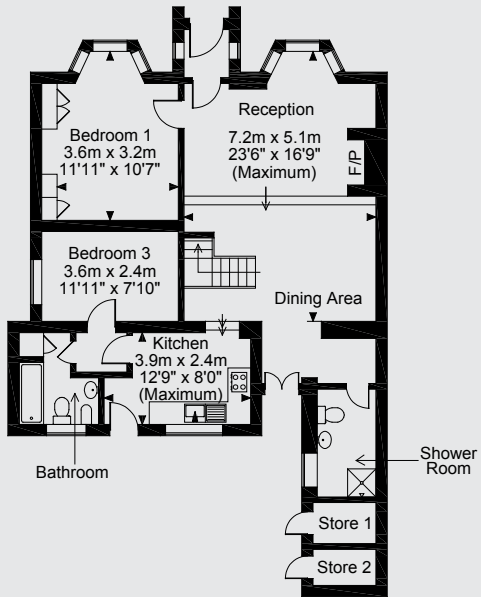 Reception
7.2m x 5.1m
23'6" x 16'9"
(Maximum)
F/P
Bedroom 1
3.6m x 3.2m
11'11" x 10'7"
Bedroom 3
3.6m x 2.4m
11'11" x 7'10"
Dining Area
Kitchen
3.9m x 2.4m
12'9" x 8'0"
(Maximum)
Bathroom
Shower
Room
Store 1
Store 2